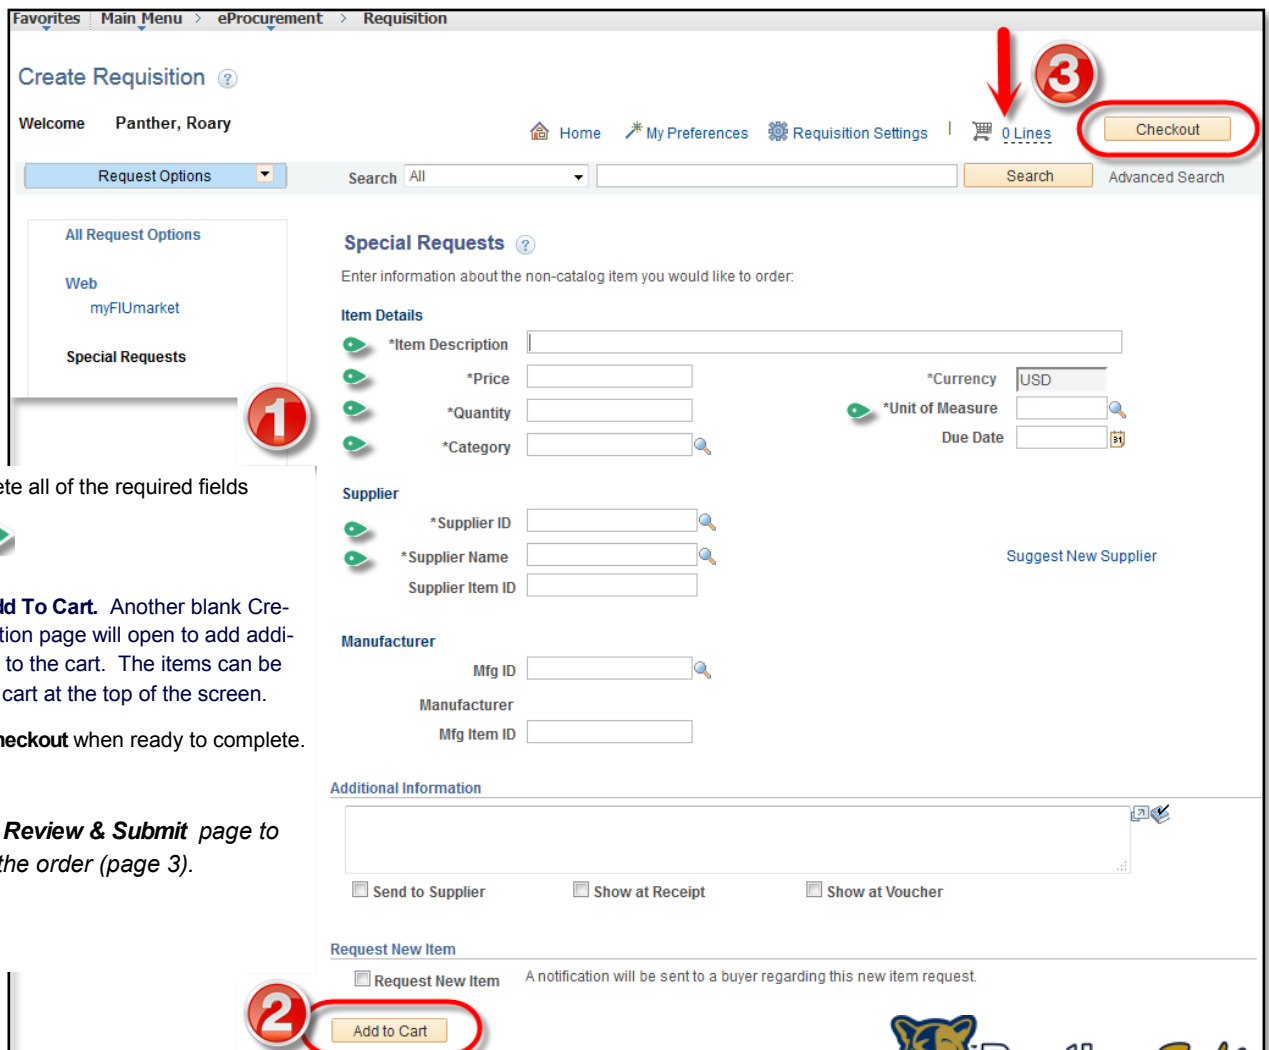 Favorites Main Menu > eProcurement > Requisition
Create Requisition ?
3
Welcome Panther, Roary
Home My Preferences Requisition Settings | 0 Lines Checkout
Request Options Search All Search Advanced Search
All Request Options
Web
myFIUmarket
Special Requests
1
Special Requests ?
Enter information about the non-catalog item you would like to order:
Item Details
*Item Description
*Price *Currency USD
*Quantity *Unit of Measure
*Category Due Date 31
Supplier
*Supplier ID
*Supplier Name Suggest New Supplier
Supplier Item ID
Manufacturer
Mfg ID
Manufacturer
Mfg Item ID
ete all of the required fields
dd To Cart. Another blank Cre-
tion page will open to add addi-
to the cart. The items can be
cart at the top of the screen.
heckout when ready to complete.
Review & Submit page to
the order (page 3).
Additional Information
Send to Supplier Show at Receipt Show at Voucher
Request New Item
Request New Item A notification will be sent to a buyer regarding this new item request.
2
Add to Cart